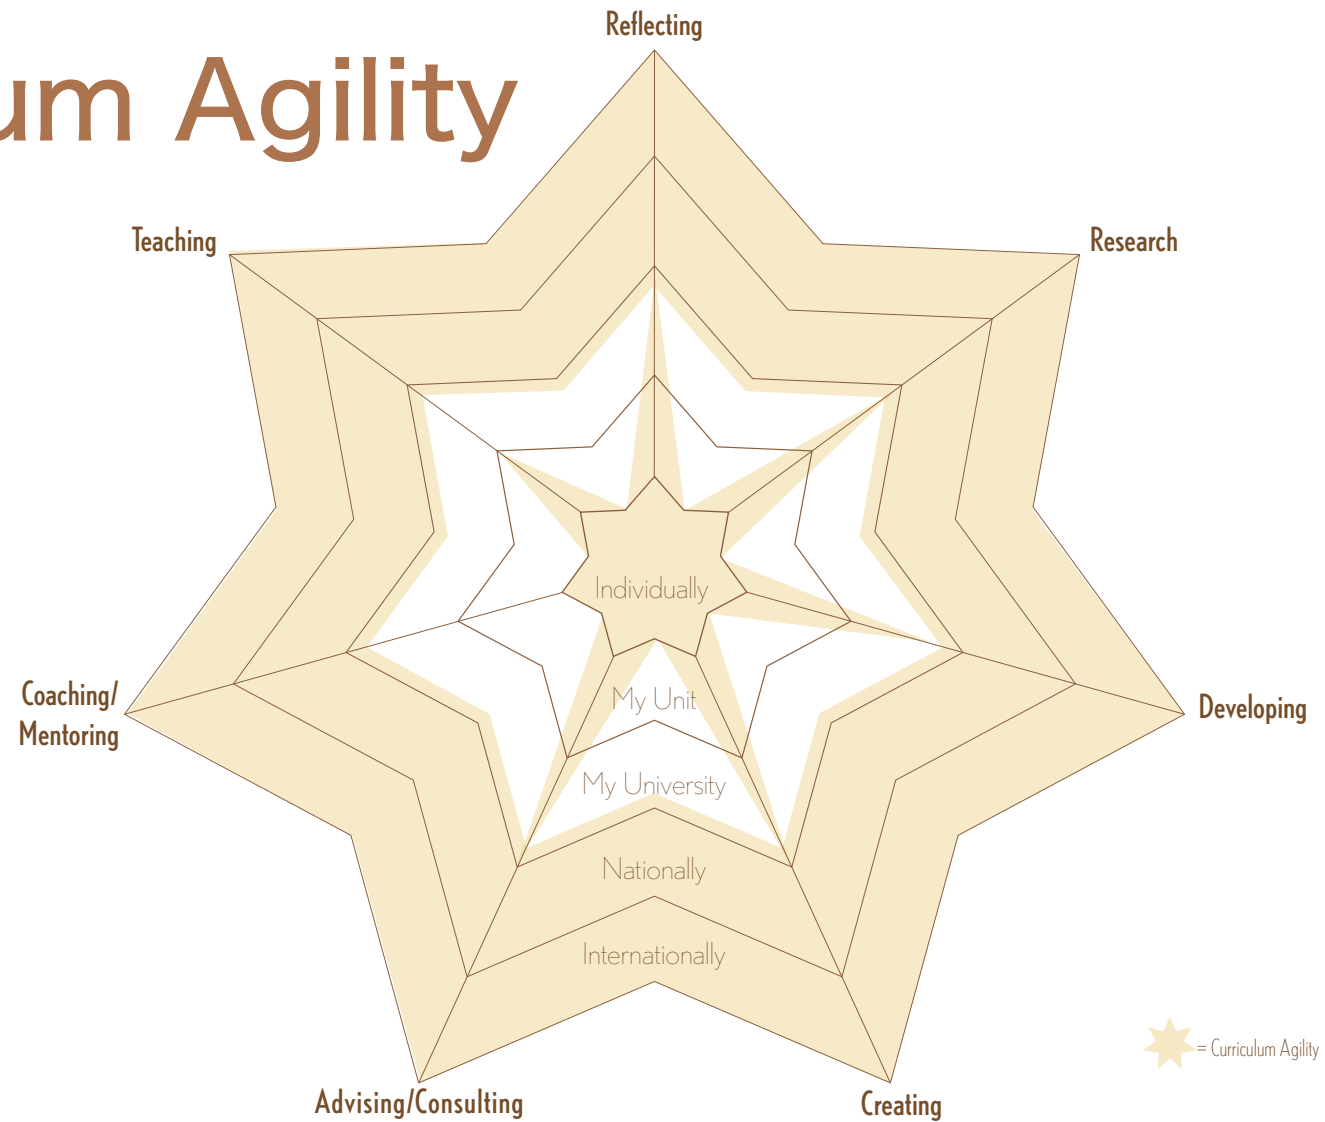 Reflecting
um Agility
Teaching
Research
Individually
Coaching/
Mentoring
My Unit
Developing
My University
Nationally
Internationally
= Curriculum Agility
Advising/Consulting
Creating